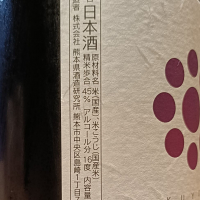 日本酒
原材料名 米(国産)、米こうじ(国産米)
精米歩合 45% アルコール分 16度 内容量
株式会社 熊本県酒造研究所 熊本市中央区島崎1丁目7